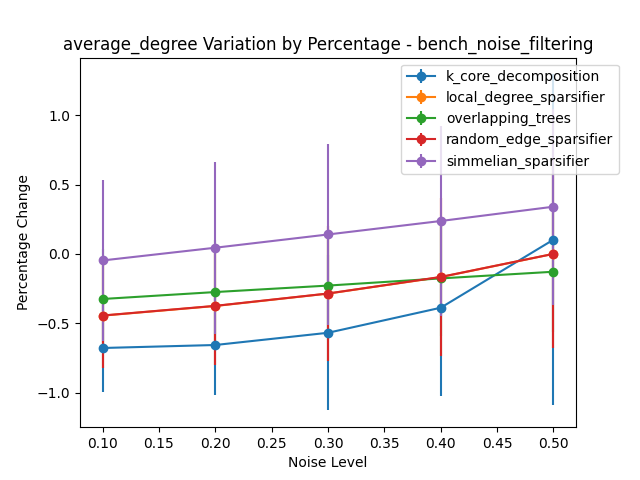 average_degree Variation by Percentage - bench_noise_filtering
k_core_decomposition
local_degree_sparsifier
overlapping_trees
random_edge_sparsifier
simmelian_sparsifier
Percentage Change
1.0
0.5
0.0
−0.5
−1.0
0.10 0.15 0.20 0.25 0.30 0.35 0.40 0.45 0.50
Noise Level